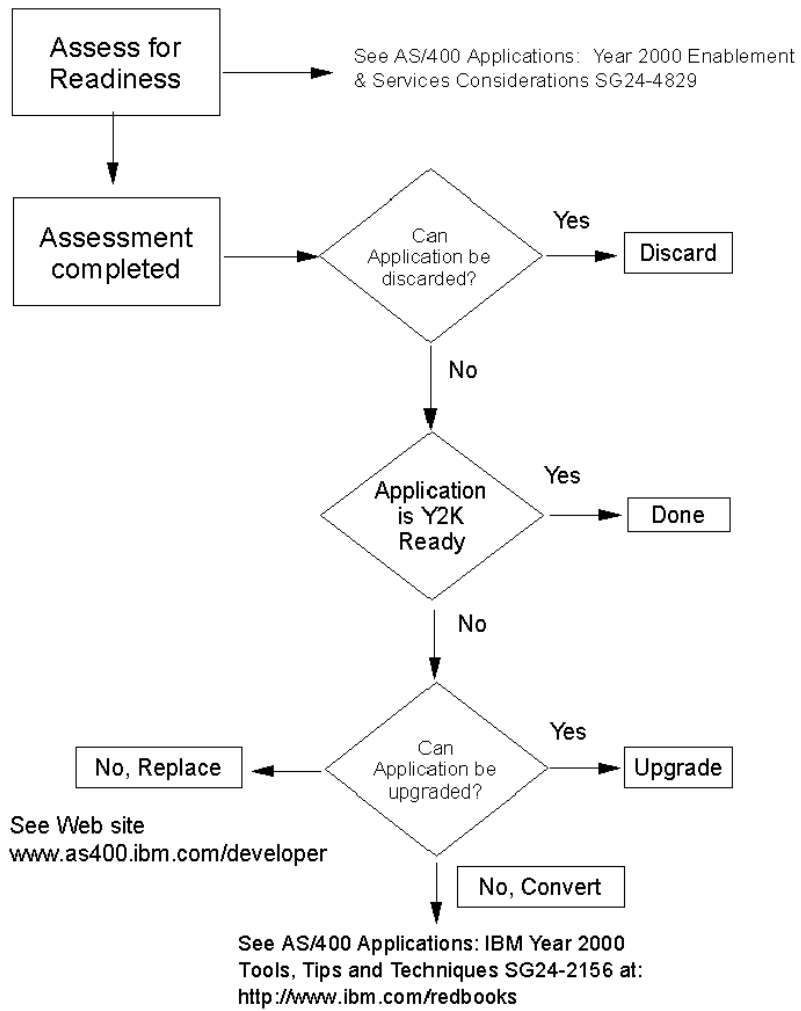 Assess for
Readiness
See AS/400 Applications:  Year 2000 Enablement
& Services Considerations SG24-4829
Assessment
completed
Can
Application be
discarded?
Yes
Discard
No
Application
is Y2K
Ready
Yes
Done
No
Can
Application be
upgraded?
Yes
Upgrade
No, Replace
See Web site
www.as400.ibm.com/developer
No, Convert
See AS/400 Applications: IBM Year 2000
Tools, Tips and Techniques SG24-2156 at:
http://www.ibm.com/redbooks